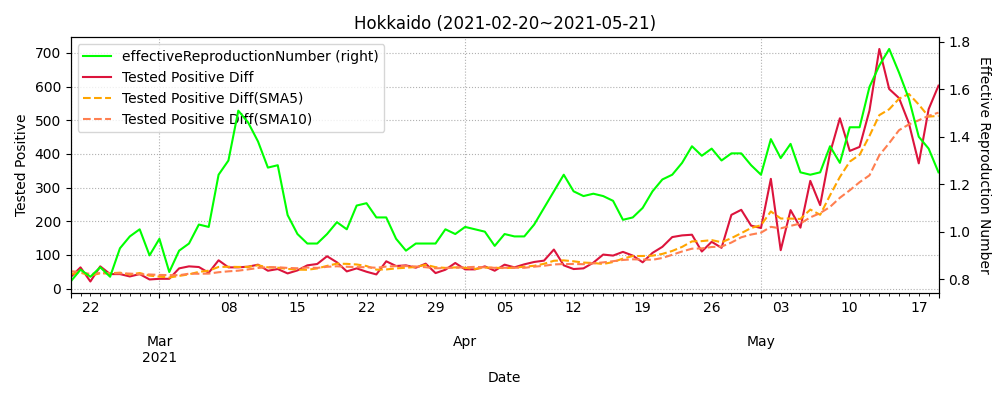 Hokkaido (2021-02-20~2021-05-21)
effectiveReproductionNumber (right)
Tested Positive Diff
Tested Positive Diff(SMA5)
Tested Positive Diff(SMA10)
Tested Positive
700
600
500
400
300
200
100
0
1.8
1.6
1.4
1.2
1.0
0.8
Effective Reproduction Number
22 08 15 22 29 05 12 19 26 03 10 17
Mar Apr May
2021
Date